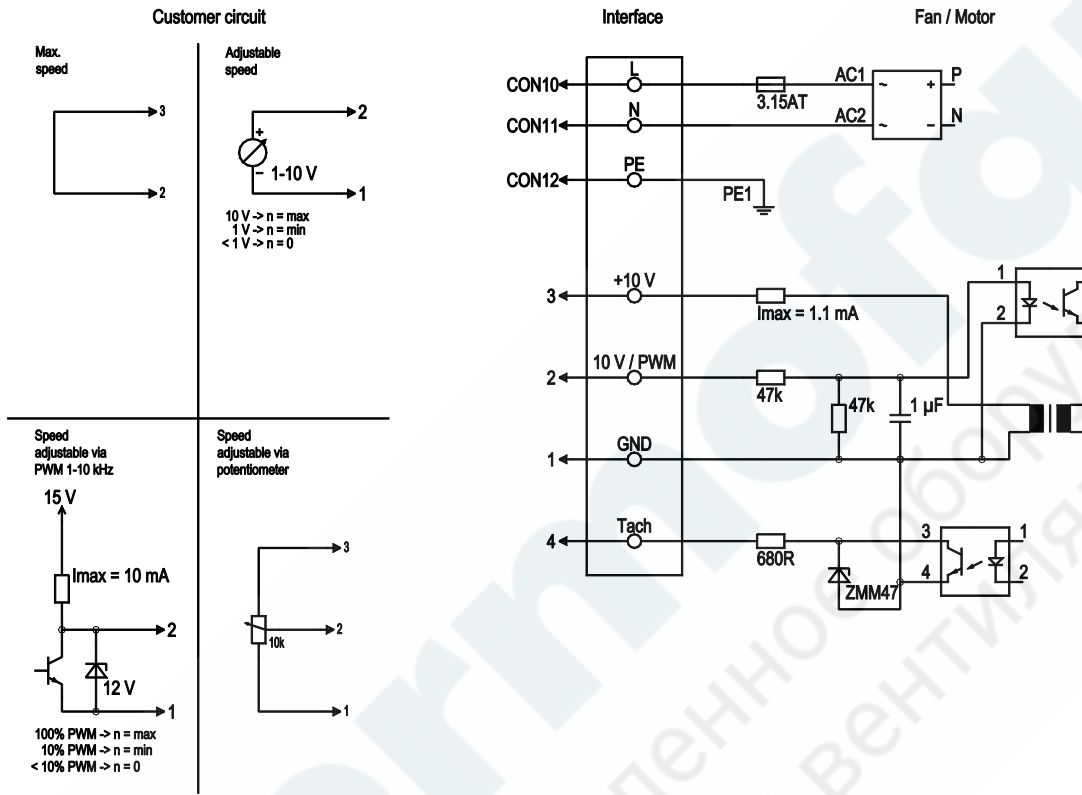 Customer circuit
Interface
Fan / Motor
Max.
speed
3
2
Adjustable
speed
2
+
− 1-10 V
1
10 V -> n = max
1 V -> n = min
< 1 V -> n = 0
Speed
adjustable via
PWM 1-10 kHz
15 V
Imax = 10 mA
2
12 V
1
100% PWM -> n = max
10% PWM -> n = min
< 10% PWM -> n = 0
Speed
adjustable via
potentiometer
3
2
10k
1
CON10
L
3.15AT
AC1
~
+
P
CON11
N
AC2
~
−
N
CON12
PE
PE1
3
+10 V
Imax = 1.1 mA
1
2
2
10 V / PWM
47k
47k
1 µF
1
GND
4
Tach
680R
ZMM47
3
4
1
2